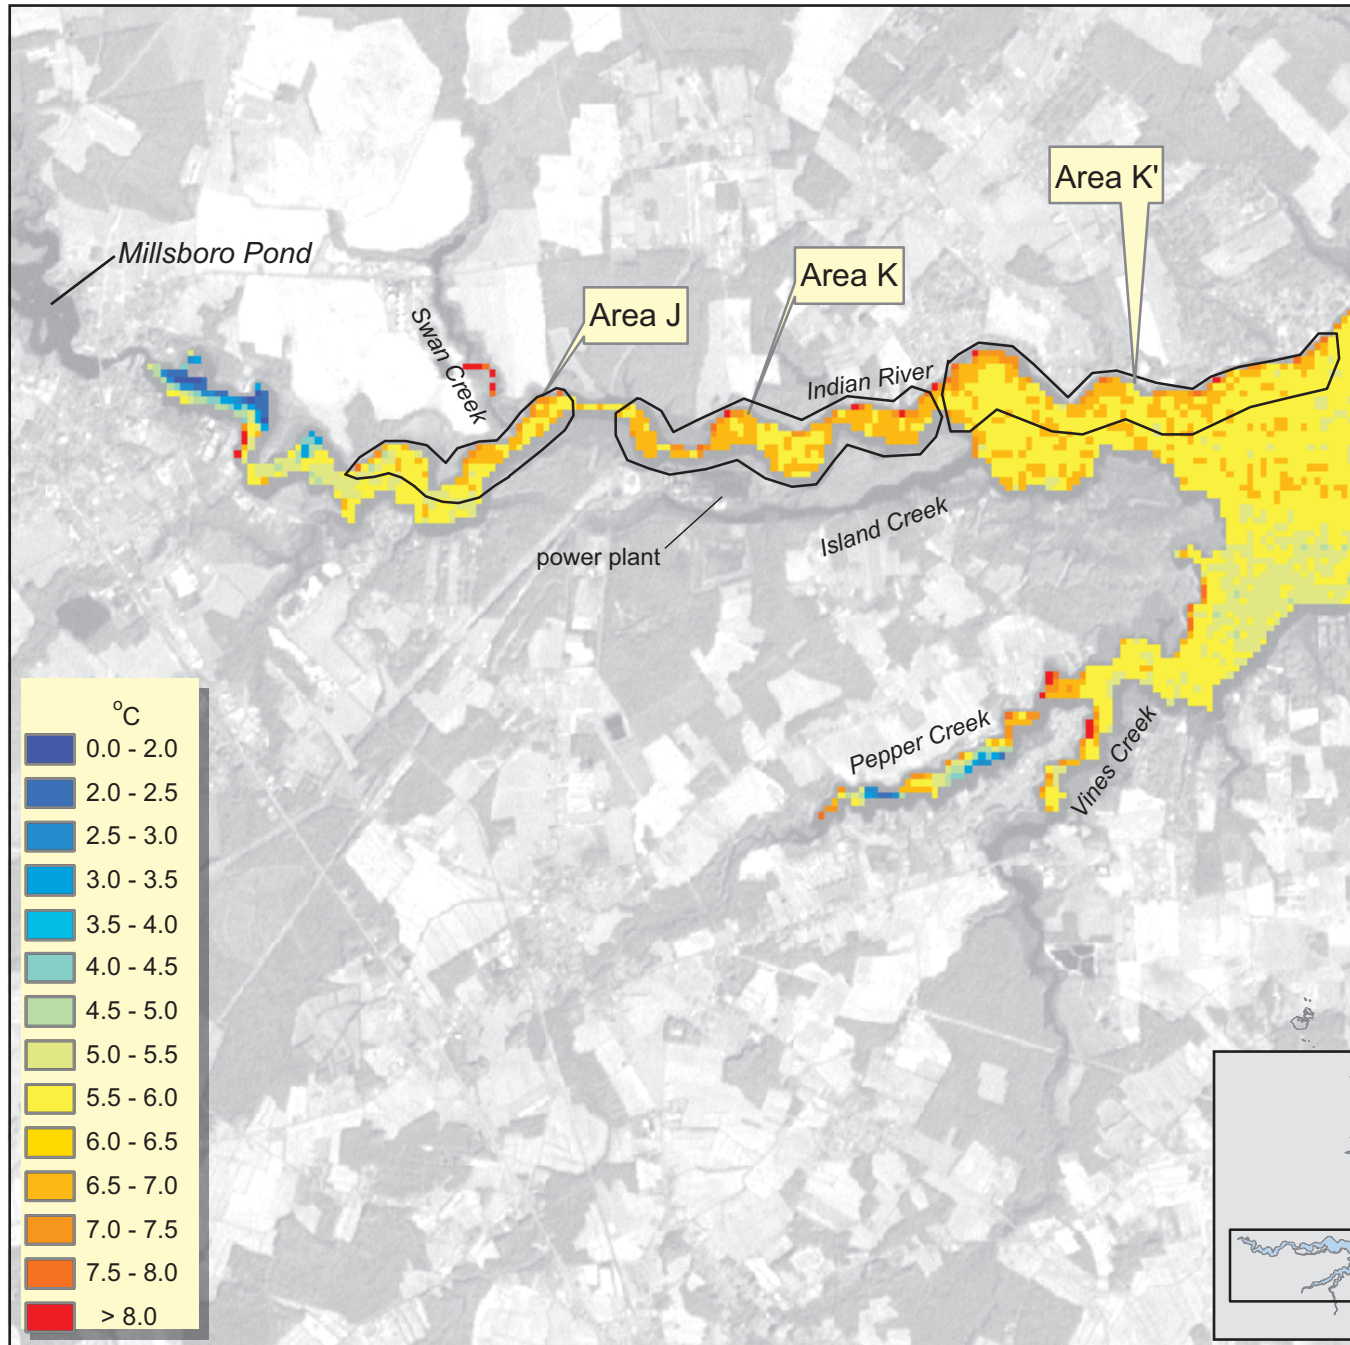 Area K'
Millsboro Pond
Area K
Area J
Swan Creek
Indian River
Island Creek
power plant
Pepper Creek
Vines Creek
oC
0.0 - 2.0
2.0 - 2.5
2.5 - 3.0
3.0 - 3.5
3.5 - 4.0
4.0 - 4.5
4.5 - 5.0
5.0 - 5.5
5.5 - 6.0
6.0 - 6.5
6.5 - 7.0
7.0 - 7.5
7.5 - 8.0
> 8.0